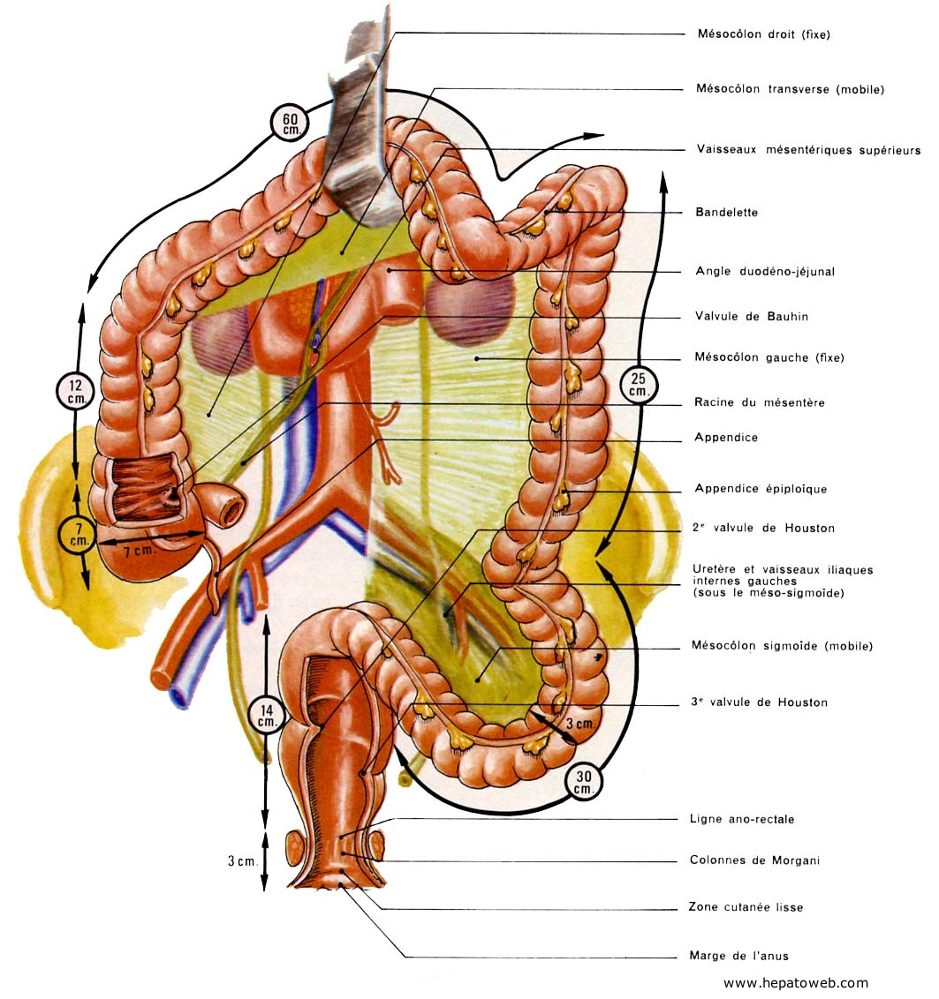 Mésocôlon droit (fixe)
Mésocôlon transverse (mobile)
60
cm.
Vaisseaux mésentériques supérieurs
Bandelette
Angle duodéno-jéjunal
Valvule de Bauhin
Mésocôlon gauche (fixe)
12
cm.
25
cm.
Racine du mésentère
Appendice
Appendice épiploïque
7
cm.
7 cm.
2e valvule de Houston
Uretère et vaisseaux iliaques
internes gauches
(sous le méso-sigmoïde)
Mésocôlon sigmoïde (mobile)
14
cm.
3e valvule de Houston
3 cm.
30
cm.
Ligne ano-rectale
3 cm.
Colonnes de Morgani
Zone cutanée lisse
Marge de l'anus
www.hepatoweb.com